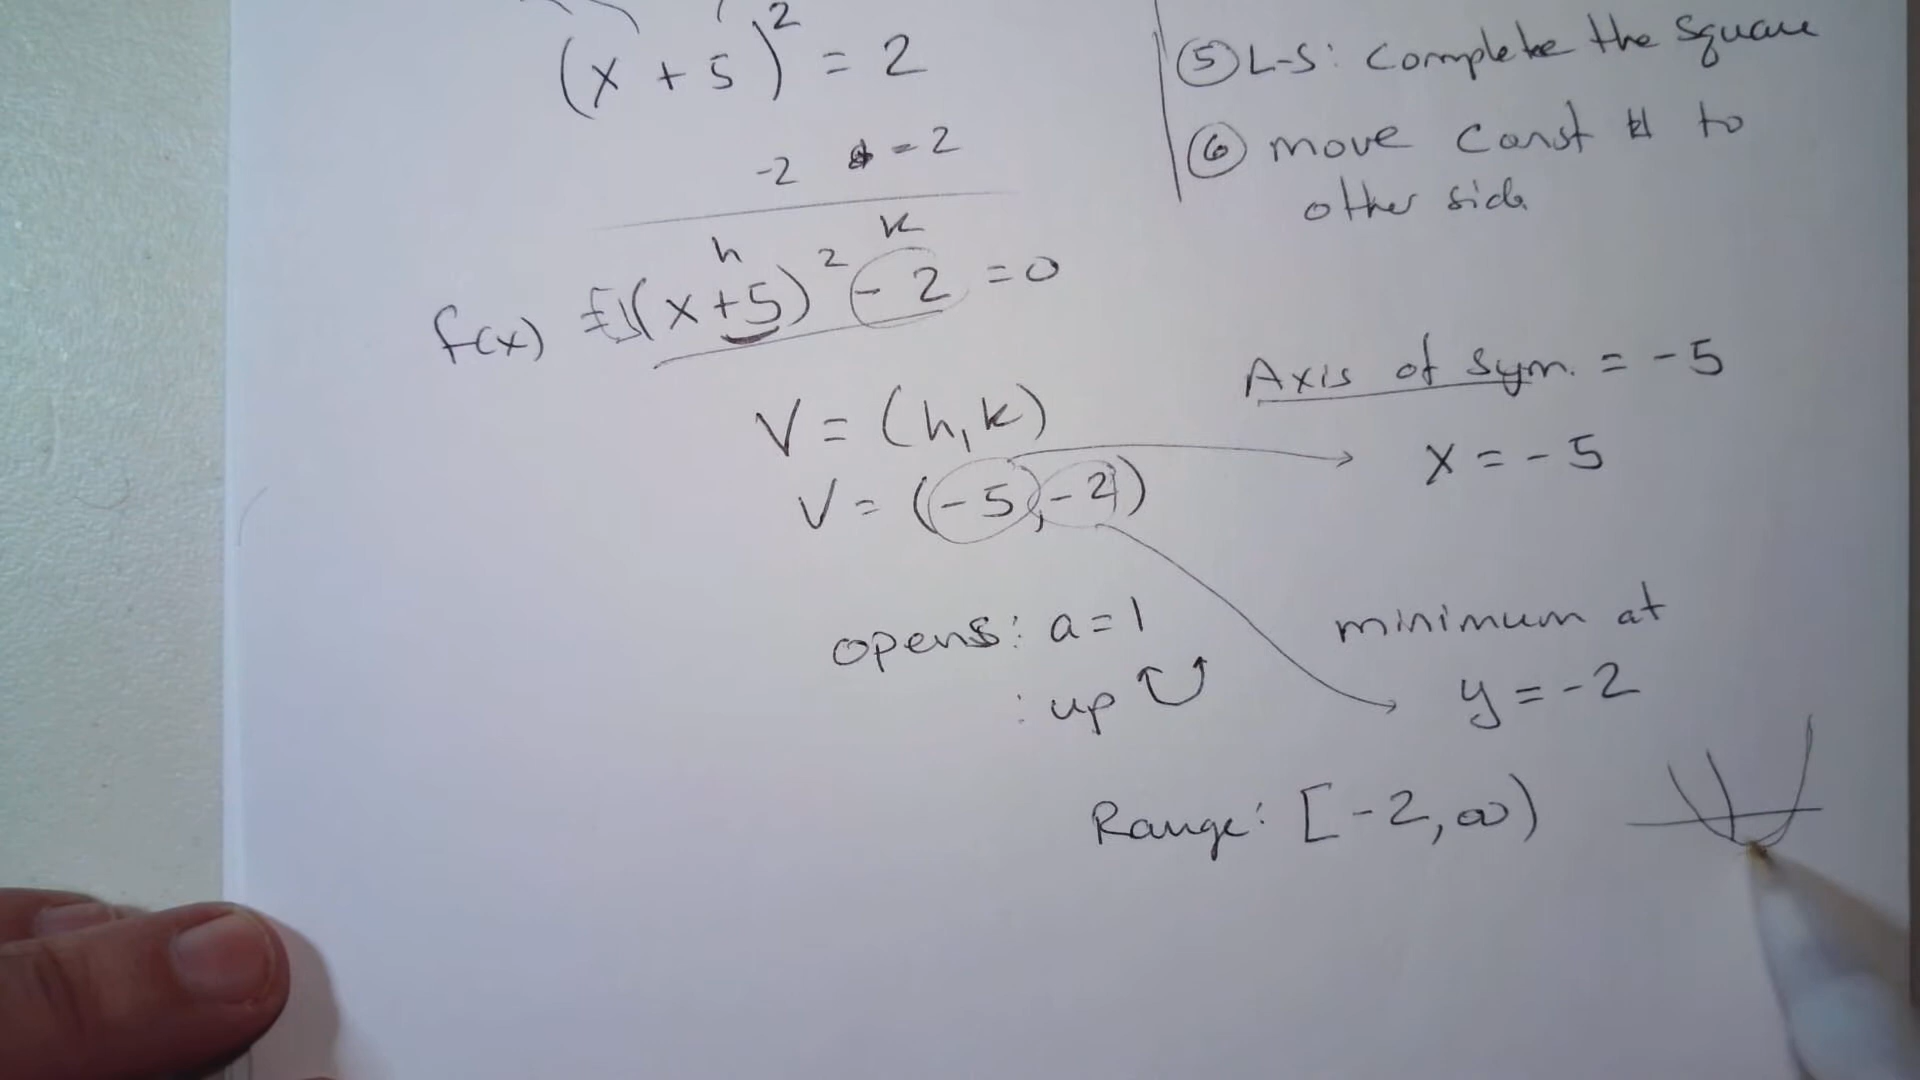 (x + 5)² = 2
-2 = -2
h k
f(x) = 1(x+5)² - 2 = 0
V = (h,k)
V = (-5,-2)
opens: a=1
: up
⑤ L-S: Complete the square
⑥ move const # to
other side
Axis of sym. = -5
x = -5
minimum at
y = -2
Range: [-2,∞)